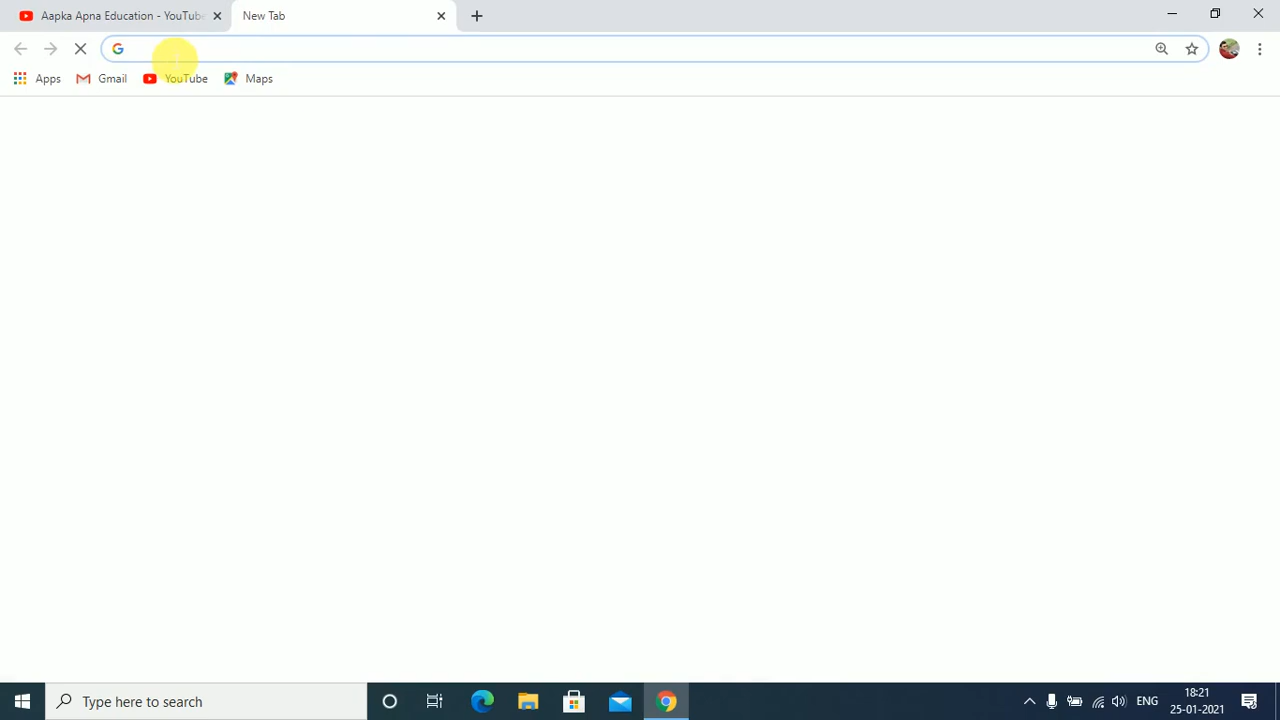 Aapka Apna Education - YouTube
New Tab
Apps
Gmail
YouTube
Maps
Type here to search
ENG
18:21
25-01-2021